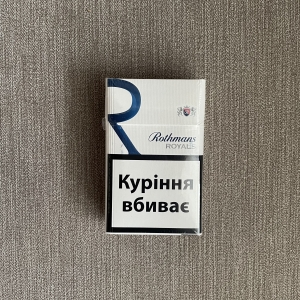 R
Rothmans
ROYALS
Куріння
вбиває